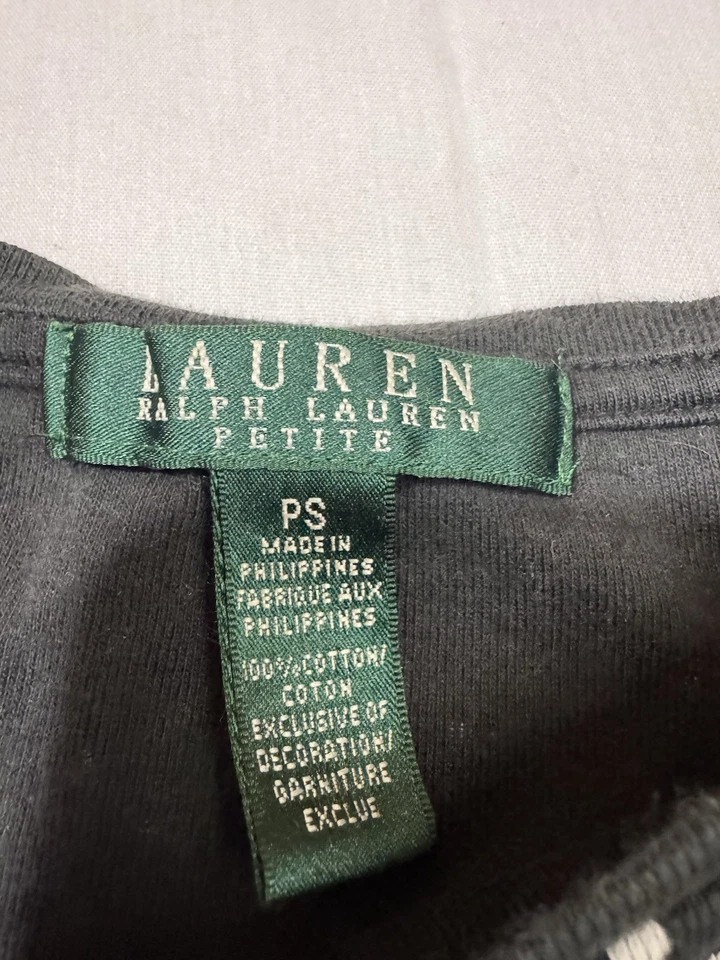 LAUREN
RALPH LAUREN
PETITE
PS
MADE IN
PHILIPPINES
FABRIQUE AUX
PHILIPPINES
100% COTTON/
COTON
EXCLUSIVE OF
DECORATION/
GARNITURE
EXCLUE